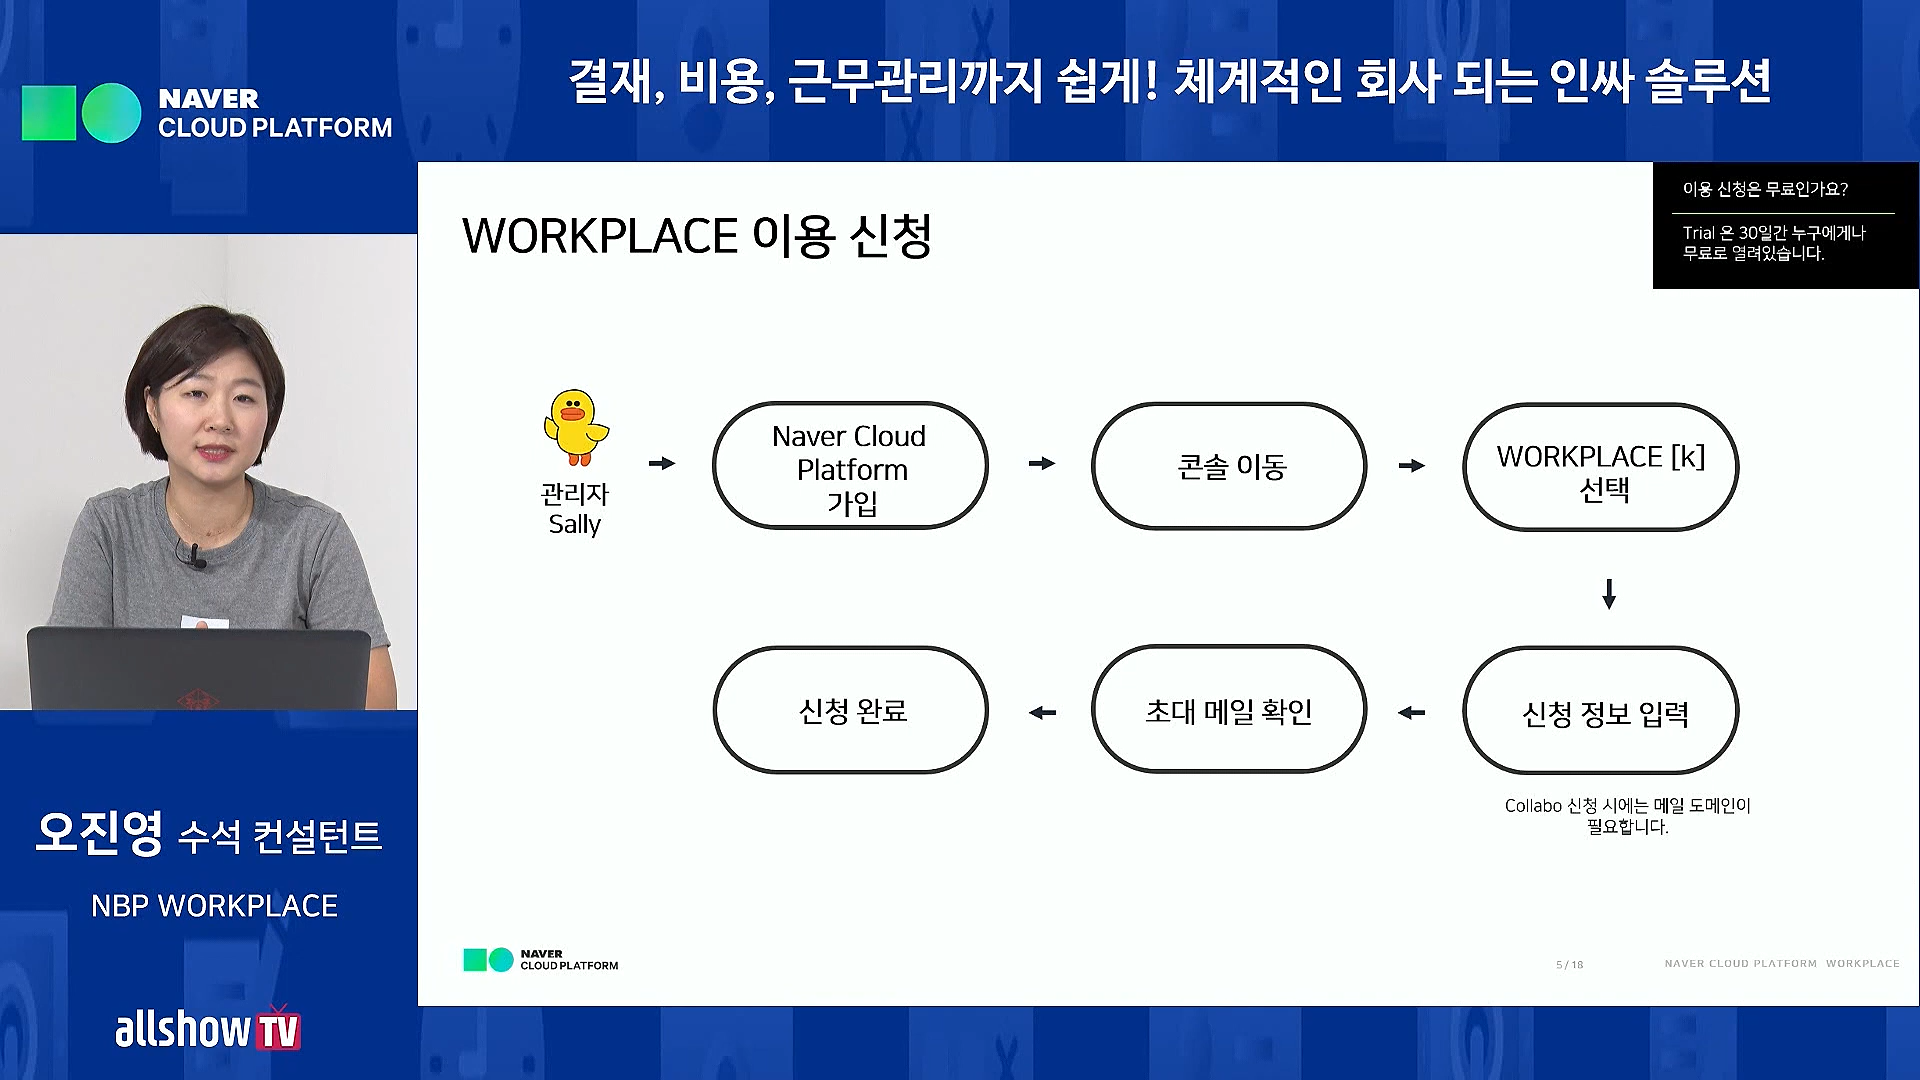 NAVER
CLOUD PLATFORM
결재, 비용, 근무관리까지 쉽게! 체계적인 회사 되는 인싸 솔루션
WORKPLACE 이용 신청
이용 신청은 무료인가요?
Trial 은 30일간 누구에게나
무료로 열려있습니다.
관리자
Sally
Naver Cloud
Platform
가입
콘솔 이동
WORKPLACE [k]
선택
신청 정보 입력
Collabo 신청 시에는 메일 도메인이
필요합니다.
초대 메일 확인
신청 완료
오진영 수석 컨설턴트
NBP WORKPLACE
allshow TV
NAVER
CLOUD PLATFORM
5 / 18
NAVER CLOUD PLATFORM WORKPLACE